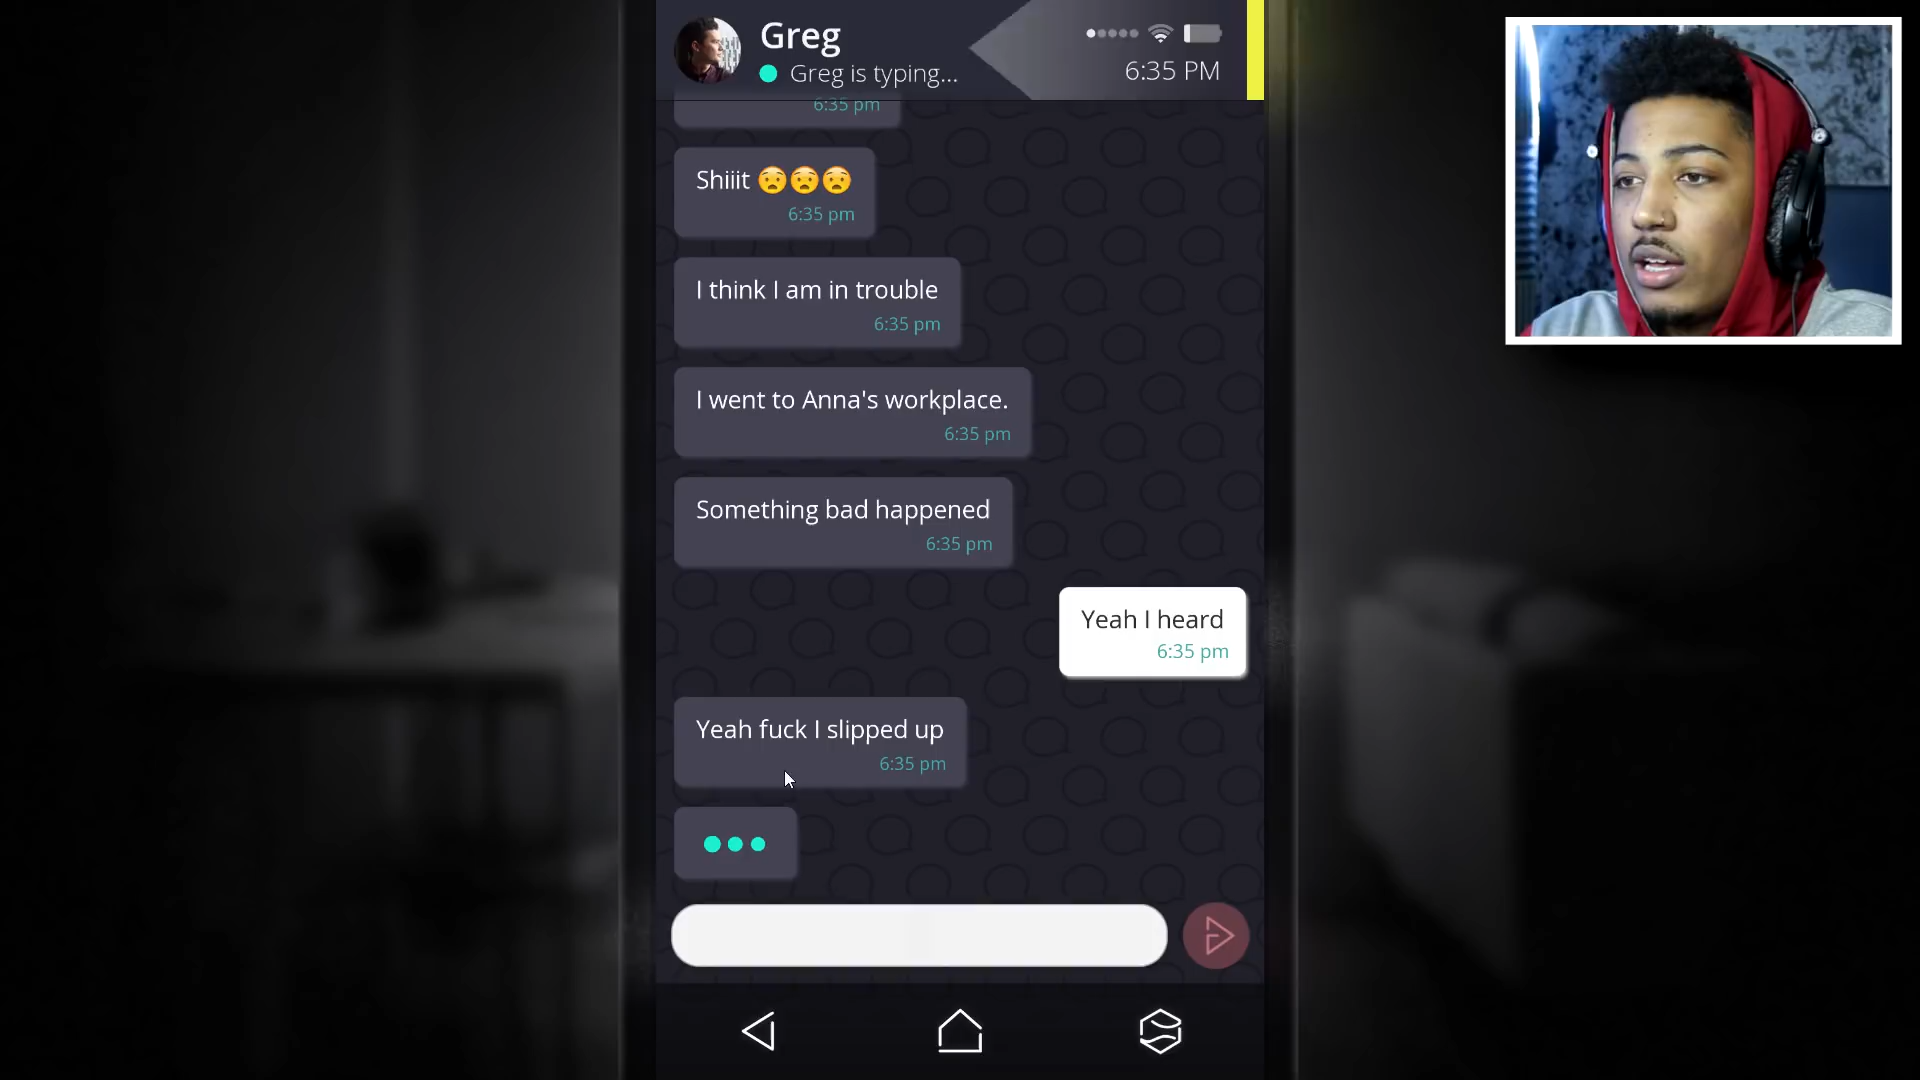 Greg
Greg is typing...
6:35 PM
6:35 pm
Shiiit 😧😧😧
6:35 pm
I think I am in trouble
6:35 pm
I went to Anna's workplace.
6:35 pm
Something bad happened
6:35 pm
Yeah I heard
6:35 pm
Yeah fuck I slipped up
6:35 pm